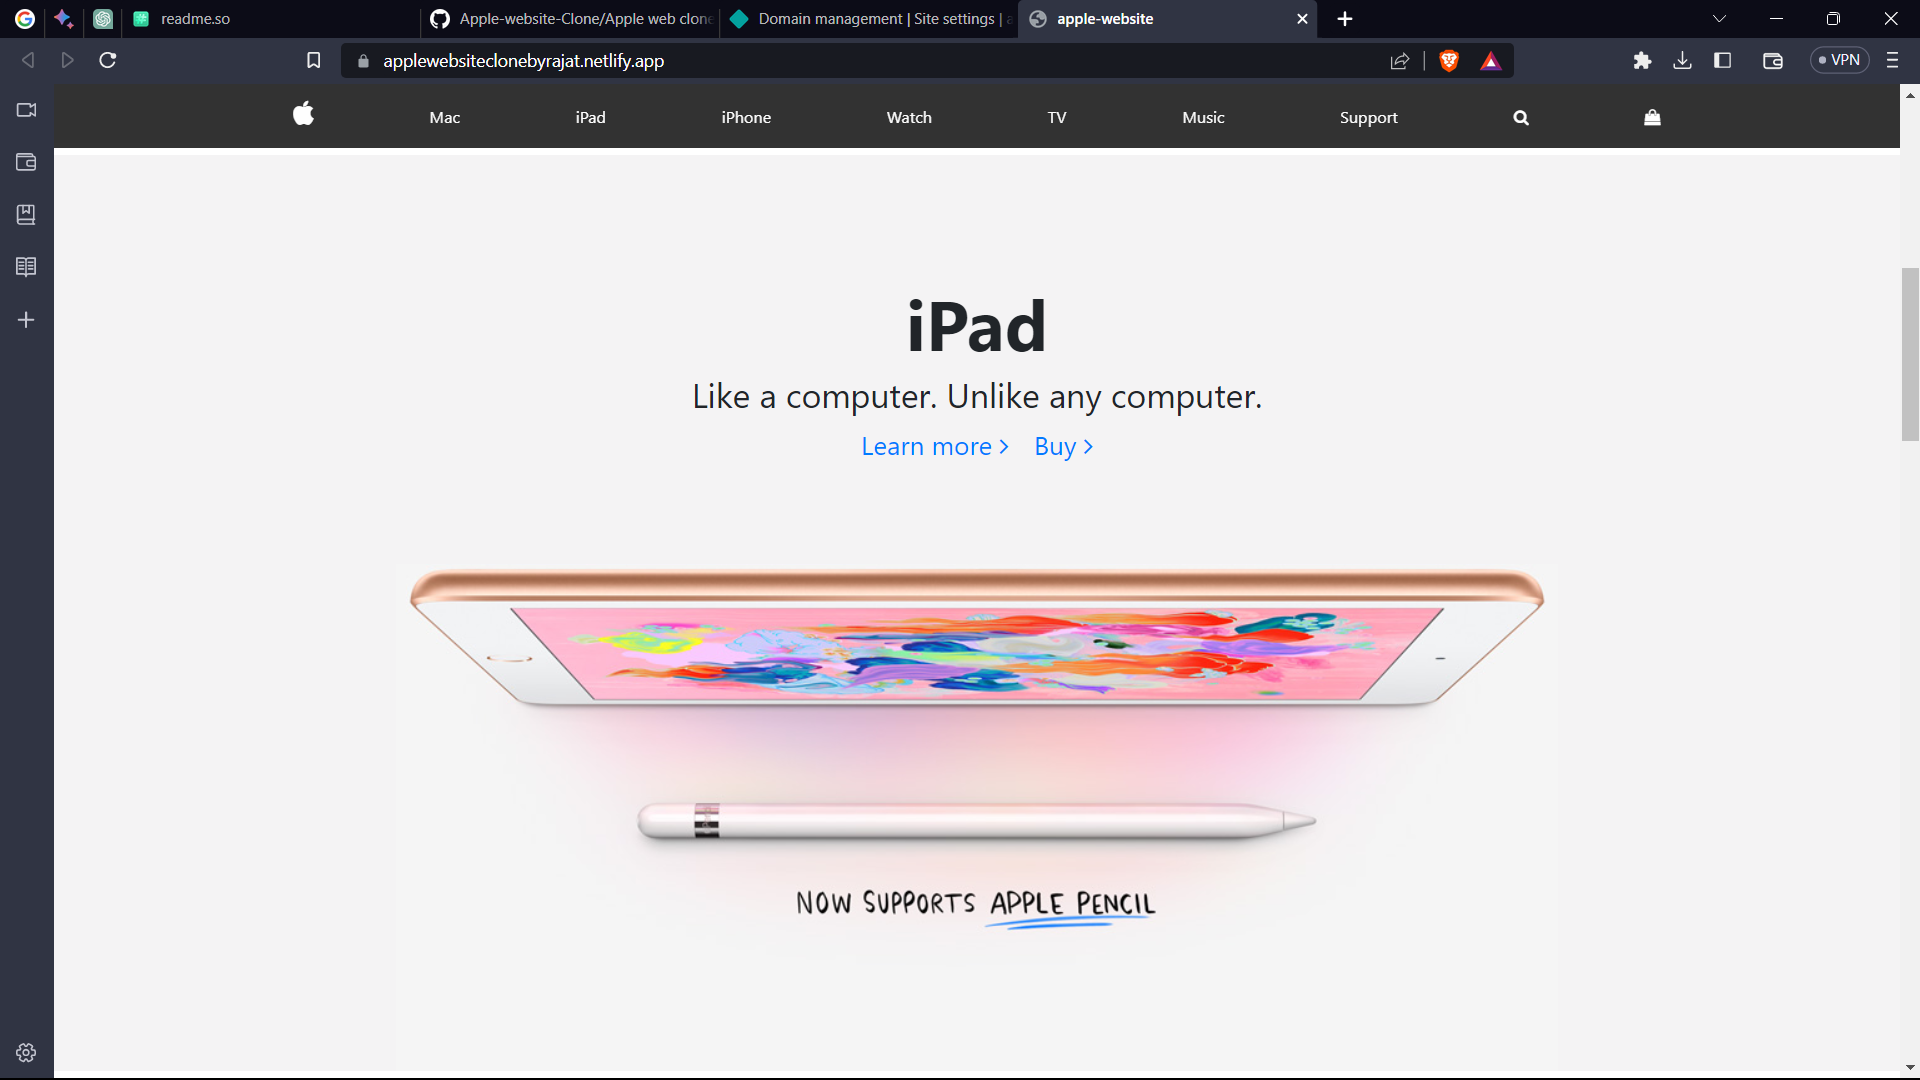 readme.so
Apple-website-Clone/Apple web clone
Domain management | Site settings | a
apple-website
applewebsiteclonebyrajat.netlify.app
VPN
Mac
iPad
iPhone
Watch
TV
Music
Support
iPad
Like a computer. Unlike any computer.
Learn more >
Buy >
NOW SUPPORTS APPLE PENCIL